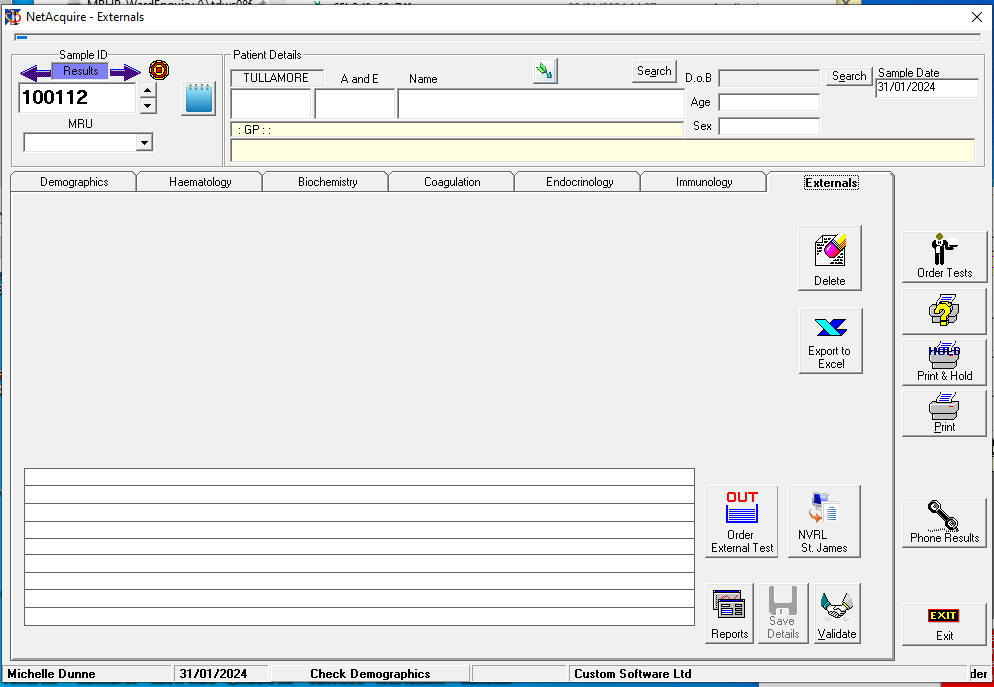 NetAcquire - Externals
Sample ID
Results
100112
MRU
Patient Details
TULLAMORE
A and E
Name
Search
D.o.B
Search
Sample Date
31/01/2024
Age
Sex
: GP : :
Demographics
Haematology
Biochemistry
Coagulation
Endocrinology
Immunology
Externals
Delete
Export to
Excel
Order Tests
HOLD
Print & Hold
Print
OUT
Order
External Test
NVRL
St. James
Phone Results
Reports
Save
Details
Validate
EXIT
Exit
Michelle Dunne
31/01/2024
Check Demographics
Custom Software Ltd
der